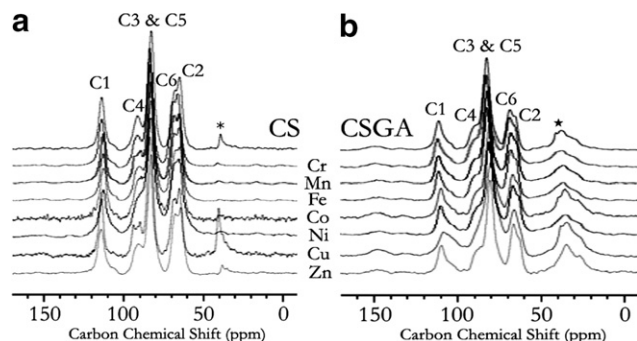 a
C3 & C5
C1
C4
C6
C2
*
CS
150
100
50
0
Carbon Chemical Shift (ppm)
Cr
Mn
Fe
Co
Ni
Cu
Zn
b
C3 & C5
C1
C4
C6
C2
★
CSGA
150
100
50
0
Carbon Chemical Shift (ppm)